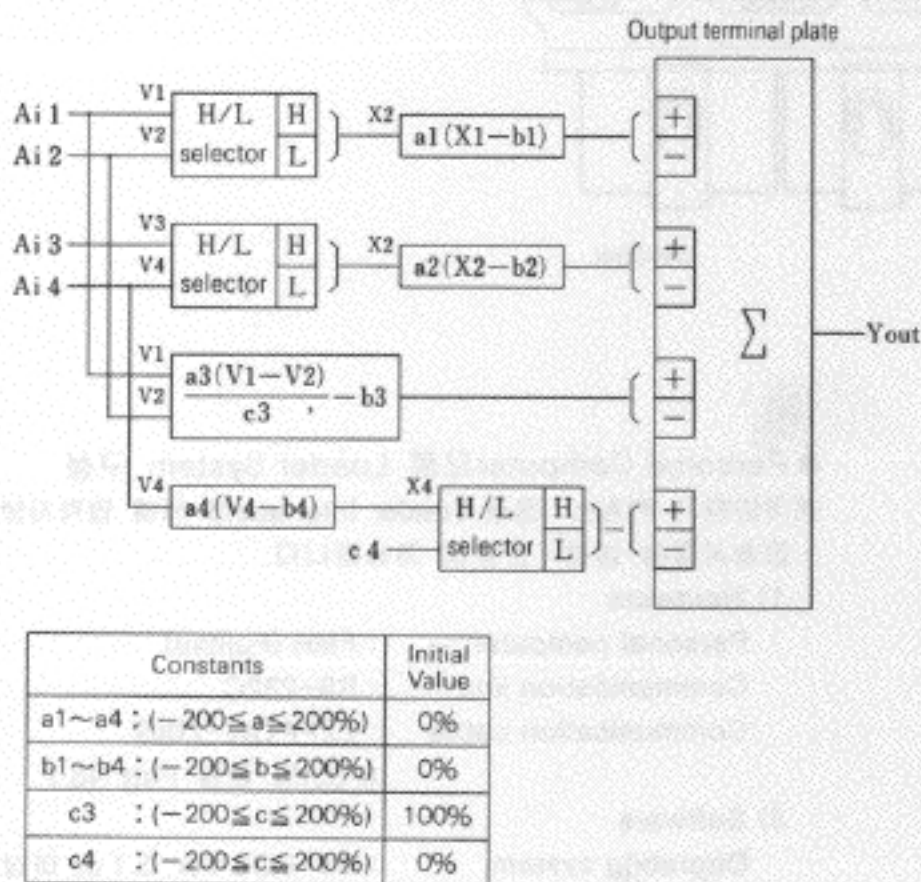 Output terminal plate
Ai 1
Ai 2
V1
V2
H/L selector
H
L
X2
a1(X1−b1)
+
−
Ai 3
Ai 4
V3
V4
H/L selector
H
L
X2
a2(X2−b2)
+
−
Σ
Yout
V1
V2
a3(V1−V2)
c3 ,
−b3
+
−
V4
a4(V4−b4)
X4
c 4
H/L selector
H
L
+
−
Constants Initial Value
a1~a4 : (−200≦a≦200%) 0%
b1~b4 : (−200≦b≦200%) 0%
c3 : (−200≦c≦200%) 100%
c4 : (−200≦c≦200%) 0%